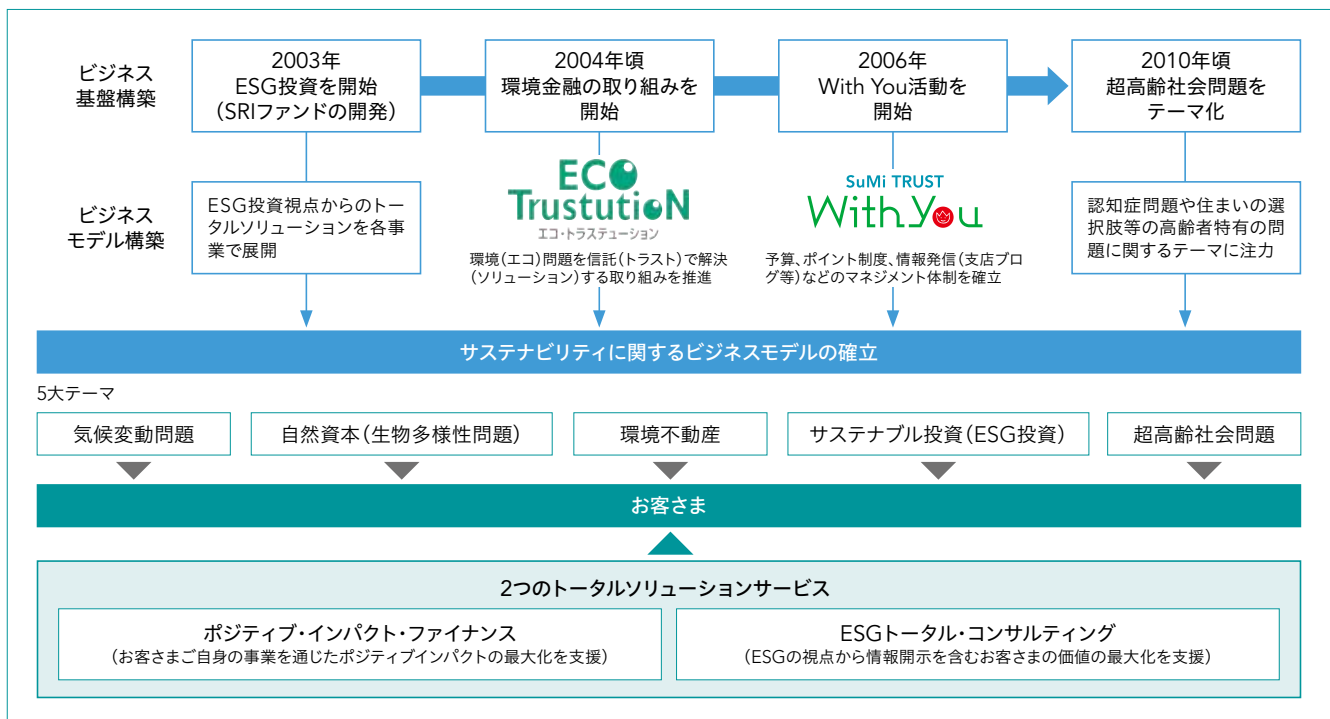 ビジネス
基盤構築
2003年
ESG投資を開始
（SRIファンドの開発）
2004年頃
環境金融の取り組みを
開始
2006年
With You活動を
開始
2010年頃
超高齢社会問題を
テーマ化
ビジネス
モデル構築
ESG投資視点からのトー
タルソリューションを各事
業で展開
ECO
TrustutioN
エコ・トラステューション
環境（エコ）問題を信託（トラスト）で解決
（ソリューション）する取り組みを推進
SuMi TRUST
With You
予算、ポイント制度、情報発信（支店ブロ
グ等）などのマネジメント体制を確立
認知症問題や住まいの選
択肢等の高齢者特有の問
題に関するテーマに注力
サステナビリティに関するビジネスモデルの確立
5大テーマ
気候変動問題
自然資本（生物多様性問題）
環境不動産
サステナブル投資（ESG投資）
超高齢社会問題
お客さま
2つのトータルソリューションサービス
ポジティブ・インパクト・ファイナンス
（お客さまご自身の事業を通じたポジティブインパクトの最大化を支援）
ESGトータル・コンサルティング
（ESGの視点から情報開示を含むお客さまの価値の最大化を支援）